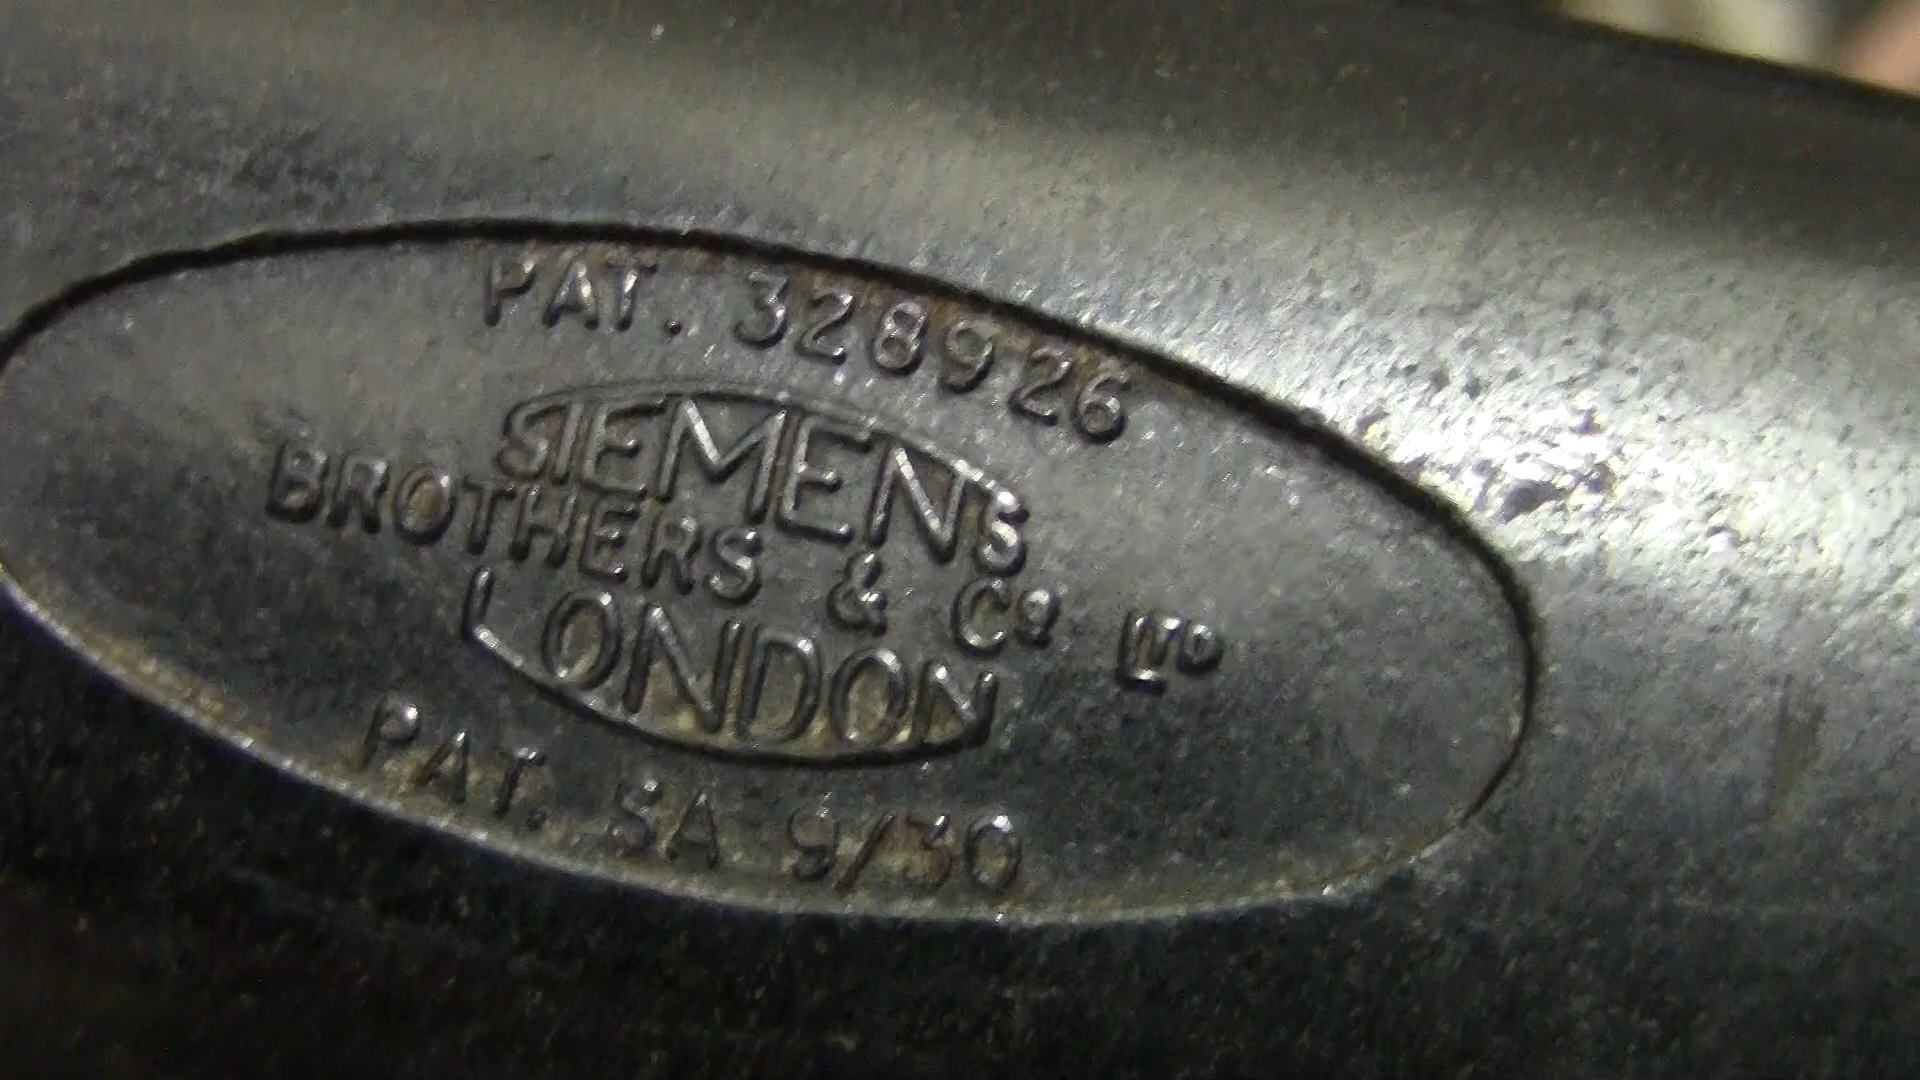 PAT. 328926
SIEMENS
BROTHERS & Cº LTD
LONDON
PAT. SA 9/30